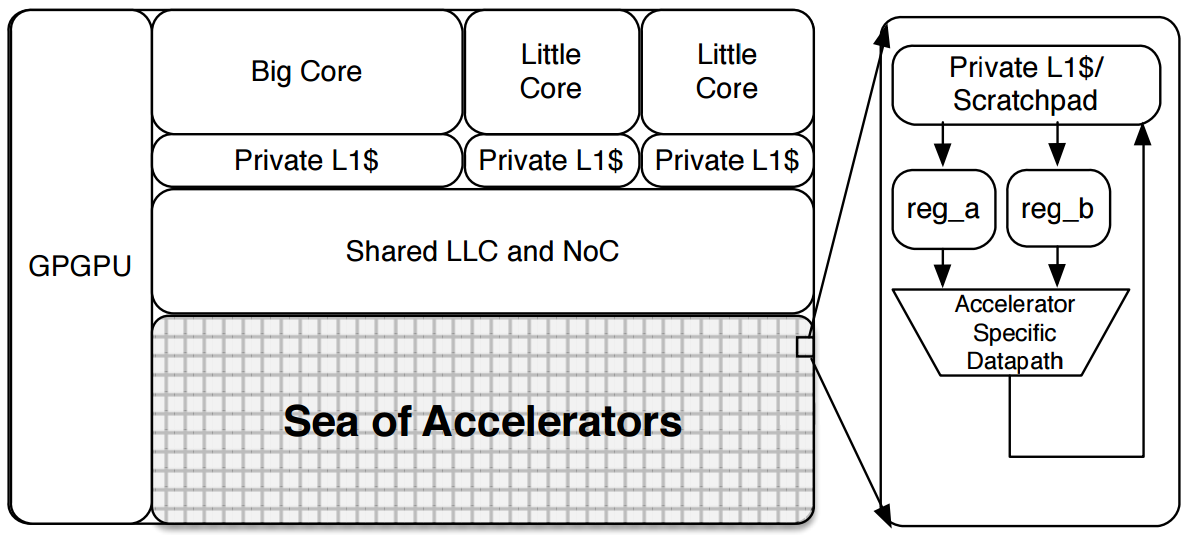 GPGPU
Big Core
Little
Core
Little
Core
Private L1$
Private L1$
Private L1$
Shared LLC and NoC
Sea of Accelerators
Private L1$/
Scratchpad
reg_a
reg_b
Accelerator
Specific
Datapath